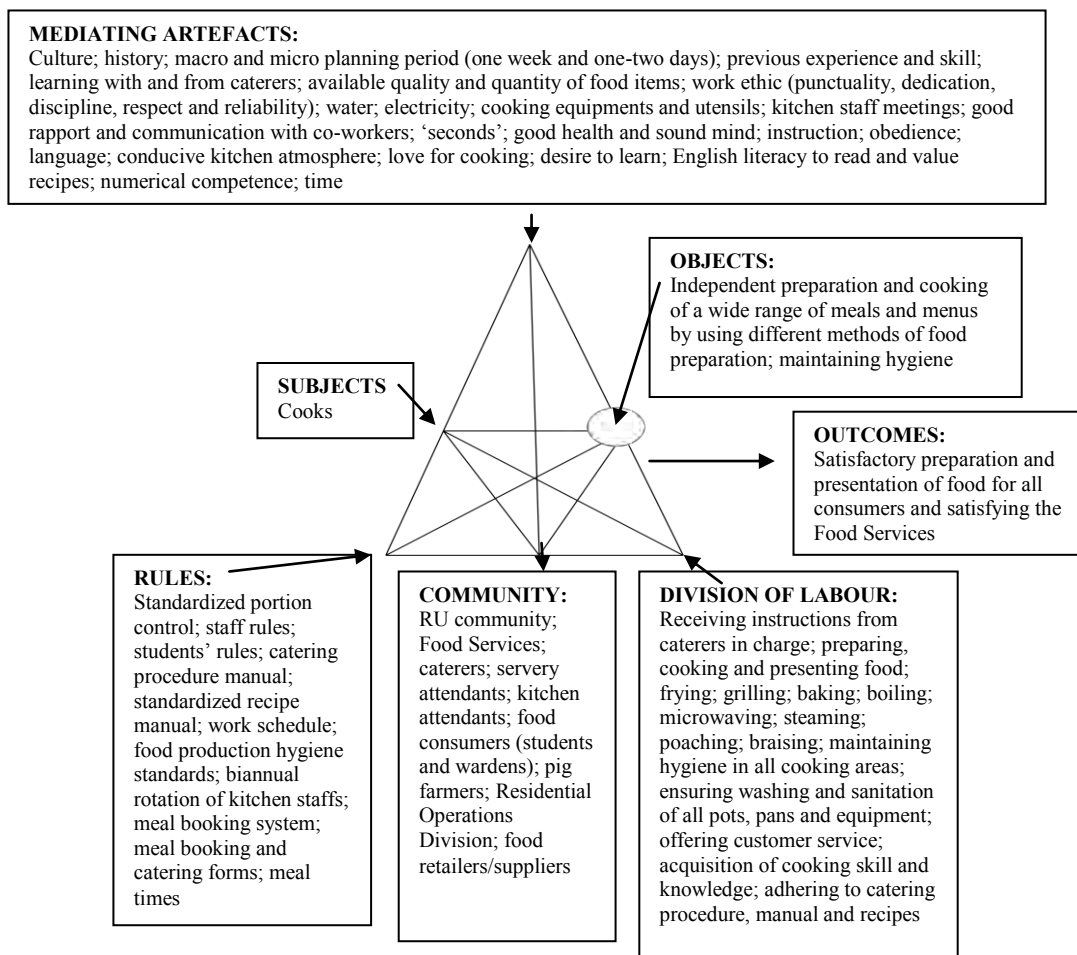 MEDIATING ARTEFACTS:
Culture; history; macro and micro planning period (one week and one-two days); previous experience and skill;
learning with and from caterers; available quality and quantity of food items; work ethic (punctuality, dedication,
discipline, respect and reliability); water; electricity; cooking equipments and utensils; kitchen staff meetings; good
rapport and communication with co-workers; ‘seconds’; good health and sound mind; instruction; obedience;
language; conducive kitchen atmosphere; love for cooking; desire to learn; English literacy to read and value
recipes; numerical competence; time
OBJECTS:
Independent preparation and cooking
of a wide range of meals and menus
by using different methods of food
preparation; maintaining hygiene
SUBJECTS
Cooks
OUTCOMES:
Satisfactory preparation and
presentation of food for all
consumers and satisfying the
Food Services
RULES:
Standardized portion
control; staff rules;
students’ rules; catering
procedure manual;
standardized recipe
manual; work schedule;
food production hygiene
standards; biannual
rotation of kitchen staffs;
meal booking system;
meal booking and
catering forms; meal
times
COMMUNITY:
RU community;
Food Services;
caterers; servery
attendants; kitchen
attendants; food
consumers (students
and wardens); pig
farmers; Residential
Operations
Division; food
retailers/suppliers
DIVISION OF LABOUR:
Receiving instructions from
caterers in charge; preparing,
cooking and presenting food;
frying; grilling; baking; boiling;
microwaving; steaming;
poaching; braising; maintaining
hygiene in all cooking areas;
ensuring washing and sanitation
of all pots, pans and equipment;
offering customer service;
acquisition of cooking skill and
knowledge; adhering to catering
procedure, manual and recipes